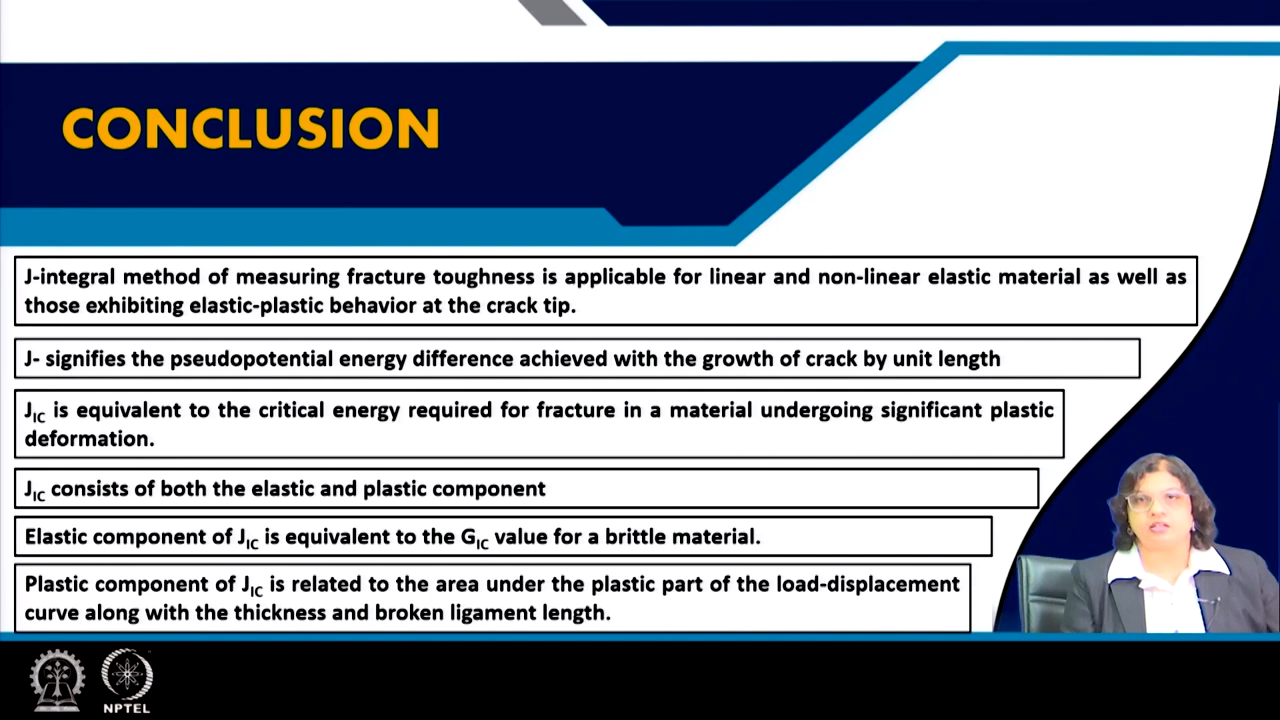 CONCLUSION
J-integral method of measuring fracture toughness is applicable for linear and non-linear elastic material as well as
those exhibiting elastic-plastic behavior at the crack tip.
J- signifies the pseudopotential energy difference achieved with the growth of crack by unit length
J_IC is equivalent to the critical energy required for fracture in a material undergoing significant plastic
deformation.
J_IC consists of both the elastic and plastic component
Elastic component of J_IC is equivalent to the G_IC value for a brittle material.
Plastic component of J_IC is related to the area under the plastic part of the load-displacement
curve along with the thickness and broken ligament length.
NPTEL